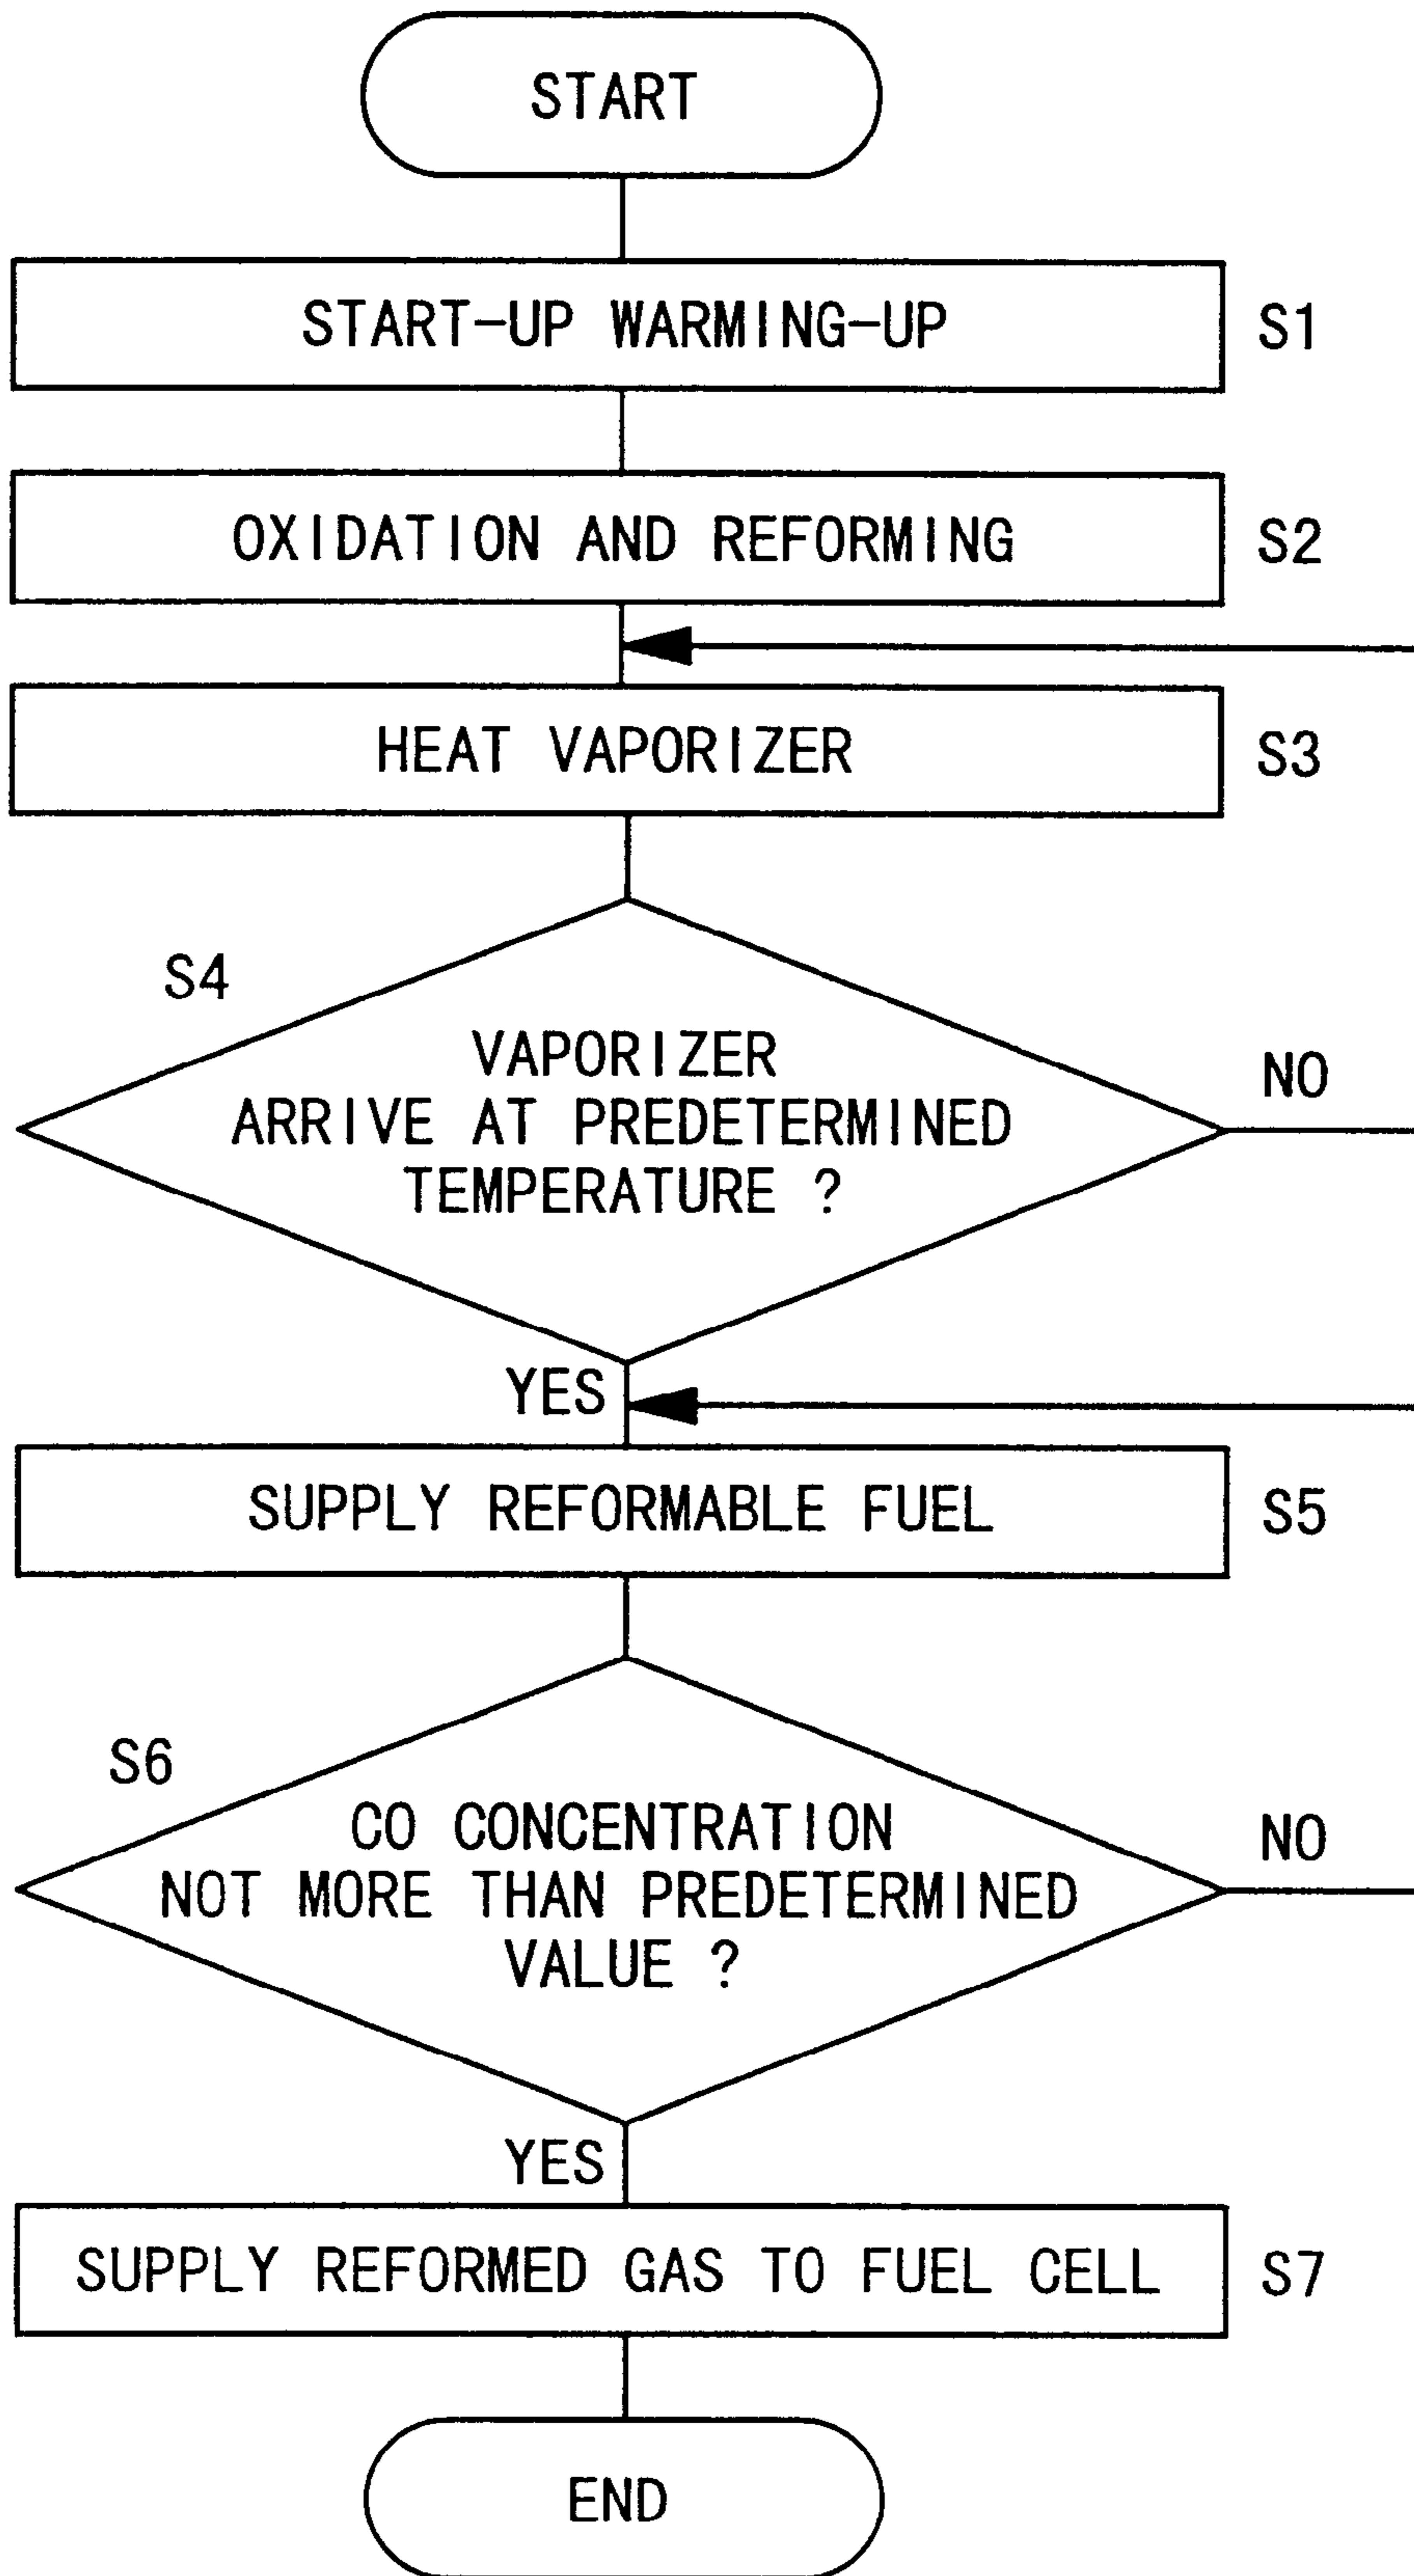 START
START-UP WARMING-UP
S1
OXIDATION AND REFORMING
S2
HEAT VAPORIZER
S3
S4
VAPORIZER
ARRIVE AT PREDETERMINED
TEMPERATURE ?
NO
YES
SUPPLY REFORMABLE FUEL
S5
S6
CO CONCENTRATION
NOT MORE THAN PREDETERMINED
VALUE ?
NO
YES
SUPPLY REFORMED GAS TO FUEL CELL
S7
END